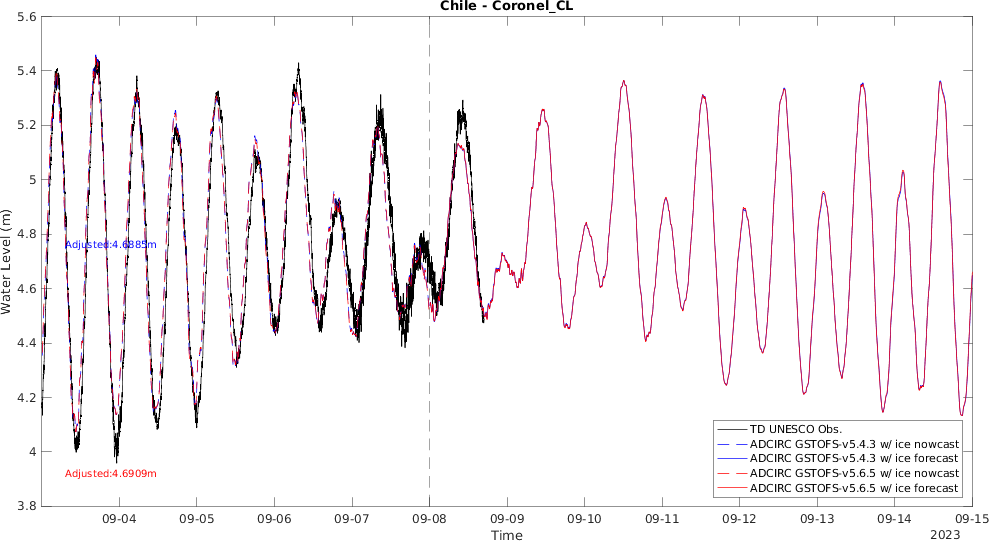 Chile - Coronel_CL
5.6
5.4
5.2
5
4.8
4.6
4.4
4.2
4
3.8
Water Level (m)
Adjusted:4.6885m
Adjusted:4.6909m
TD UNESCO Obs.
ADCIRC GSTOFS-v5.4.3 w/ ice nowcast
ADCIRC GSTOFS-v5.4.3 w/ ice forecast
ADCIRC GSTOFS-v5.6.5 w/ ice nowcast
ADCIRC GSTOFS-v5.6.5 w/ ice forecast
09-04 09-05 09-06 09-07 09-08 09-09 09-10 09-11 09-12 09-13 09-14 09-15
Time
2023